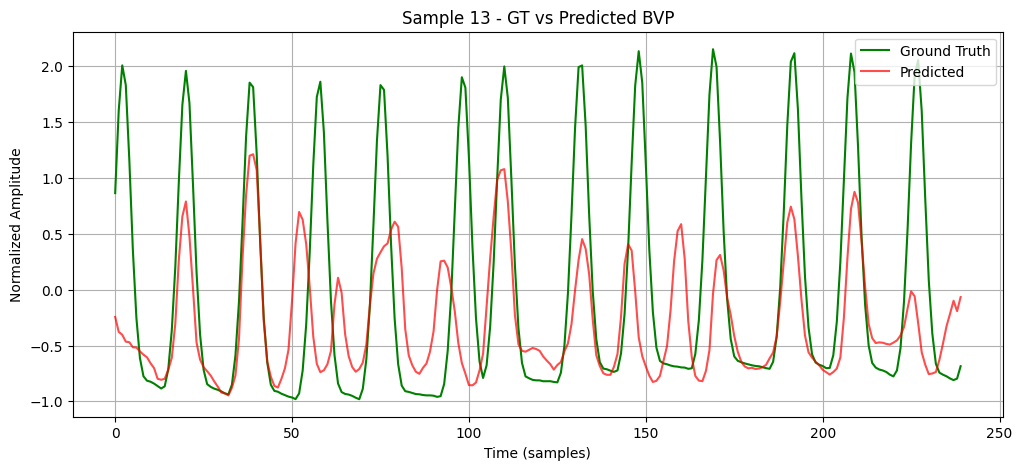 Sample 13 - GT vs Predicted BVP
Ground Truth
Predicted
Normalized Amplitude
2.0
1.5
1.0
0.5
0.0
−0.5
−1.0
0 50 100 150 200 250
Time (samples)